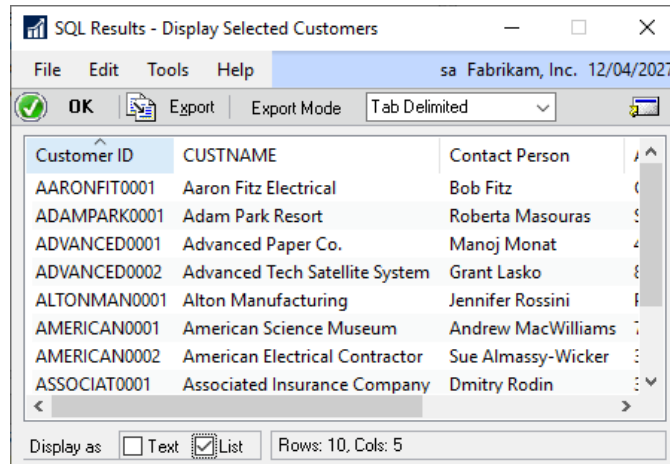 SQL Results - Display Selected Customers
File Edit Tools Help sa Fabrikam, Inc. 12/04/2027
OK Export Export Mode Tab Delimited
Customer ID CUSTNAME Contact Person
AARONFIT0001 Aaron Fitz Electrical Bob Fitz
ADAMPARK0001 Adam Park Resort Roberta Masouras
ADVANCED0001 Advanced Paper Co. Manoj Monat
ADVANCED0002 Advanced Tech Satellite System Grant Lasko
ALTONMAN0001 Alton Manufacturing Jennifer Rossini
AMERICAN0001 American Science Museum Andrew MacWilliams
AMERICAN0002 American Electrical Contractor Sue Almassy-Wicker
ASSOCIAT0001 Associated Insurance Company Dmitry Rodin
Display as Text List Rows: 10, Cols: 5